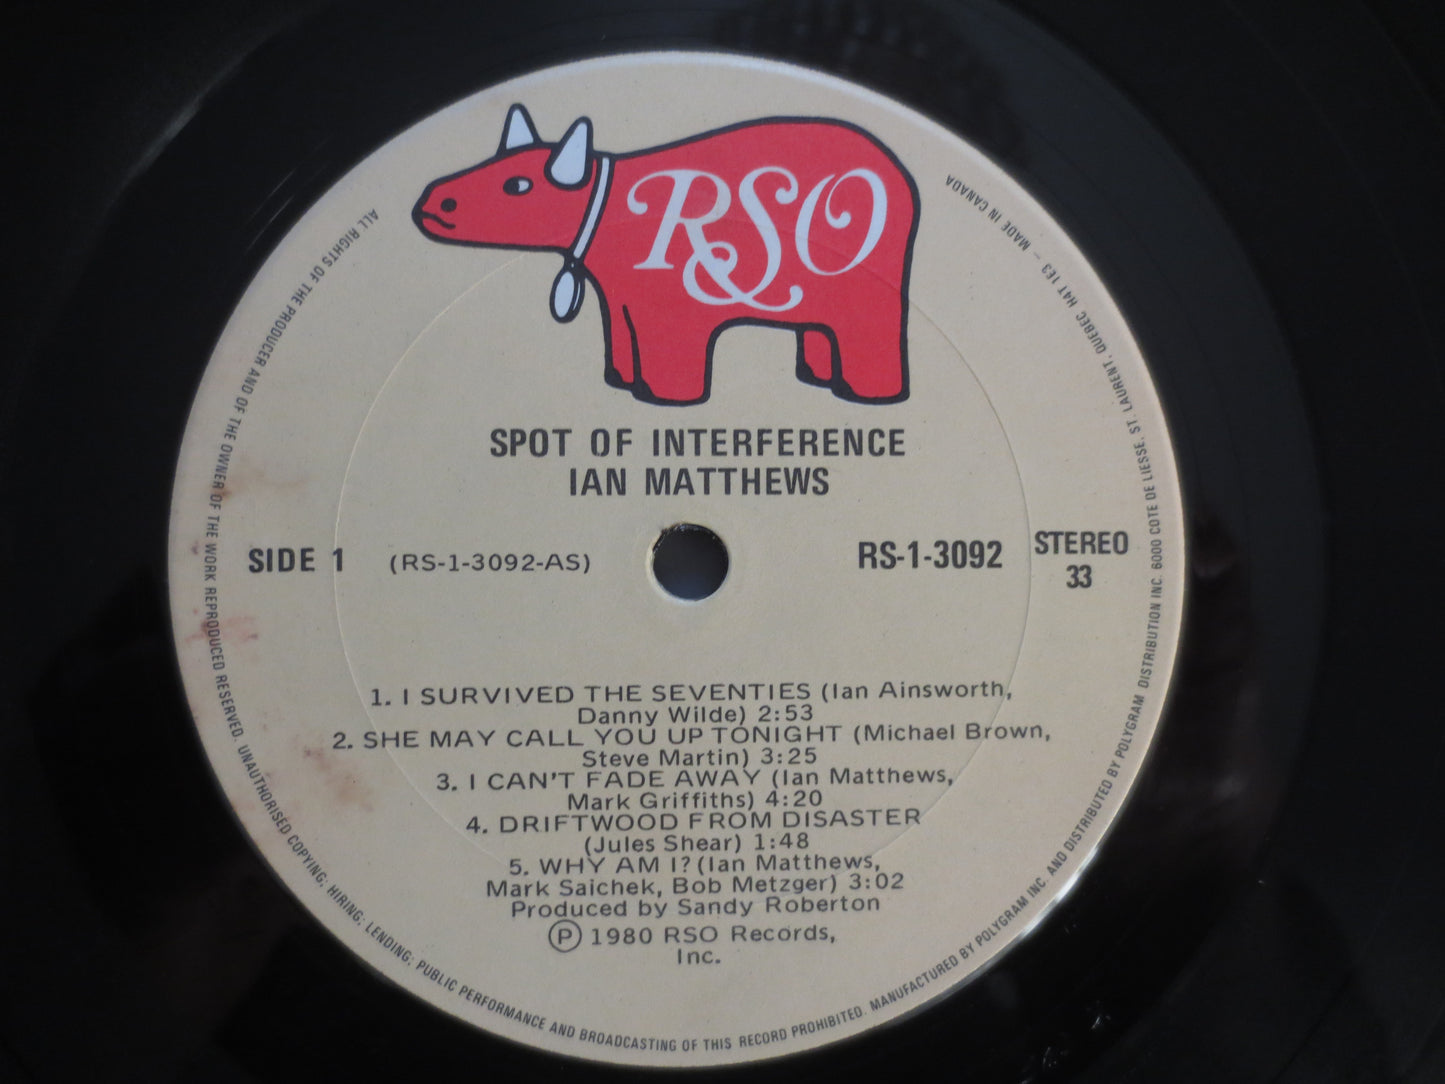 RSO
SPOT OF INTERFERENCE
IAN MATTHEWS
SIDE 1
(RS-1-3092-AS)
RS-1-3092
STEREO
33
1. I SURVIVED THE SEVENTIES (Ian Ainsworth,
Danny Wilde) 2:53
2. SHE MAY CALL YOU UP TONIGHT (Michael Brown,
Steve Martin) 3:25
3. I CAN'T FADE AWAY (Ian Matthews,
Mark Griffiths) 4:20
4. DRIFTWOOD FROM DISASTER
(Jules Shear) 1:48
5. WHY AM I? (Ian Matthews,
Mark Saichek, Bob Metzger) 3:02
Produced by Sandy Roberton
Ⓟ 1980 RSO Records,
Inc.
ALL RIGHTS OF THE PRODUCER AND OF THE OWNER OF THE WORK REPRODUCED RESERVED. UNAUTHORISED COPYING; HIRING; LENDING; PUBLIC PERFORMANCE AND BROADCASTING OF THIS RECORD PROHIBITED. MANUFACTURED BY POLYGRAM INC. AND DISTRIBUTED BY POLYGRAM DISTRIBUTION INC. 6000 COTE DE LIESSE, ST. LAURENT, QUEBEC H4T 1E3 – MADE IN CANADA